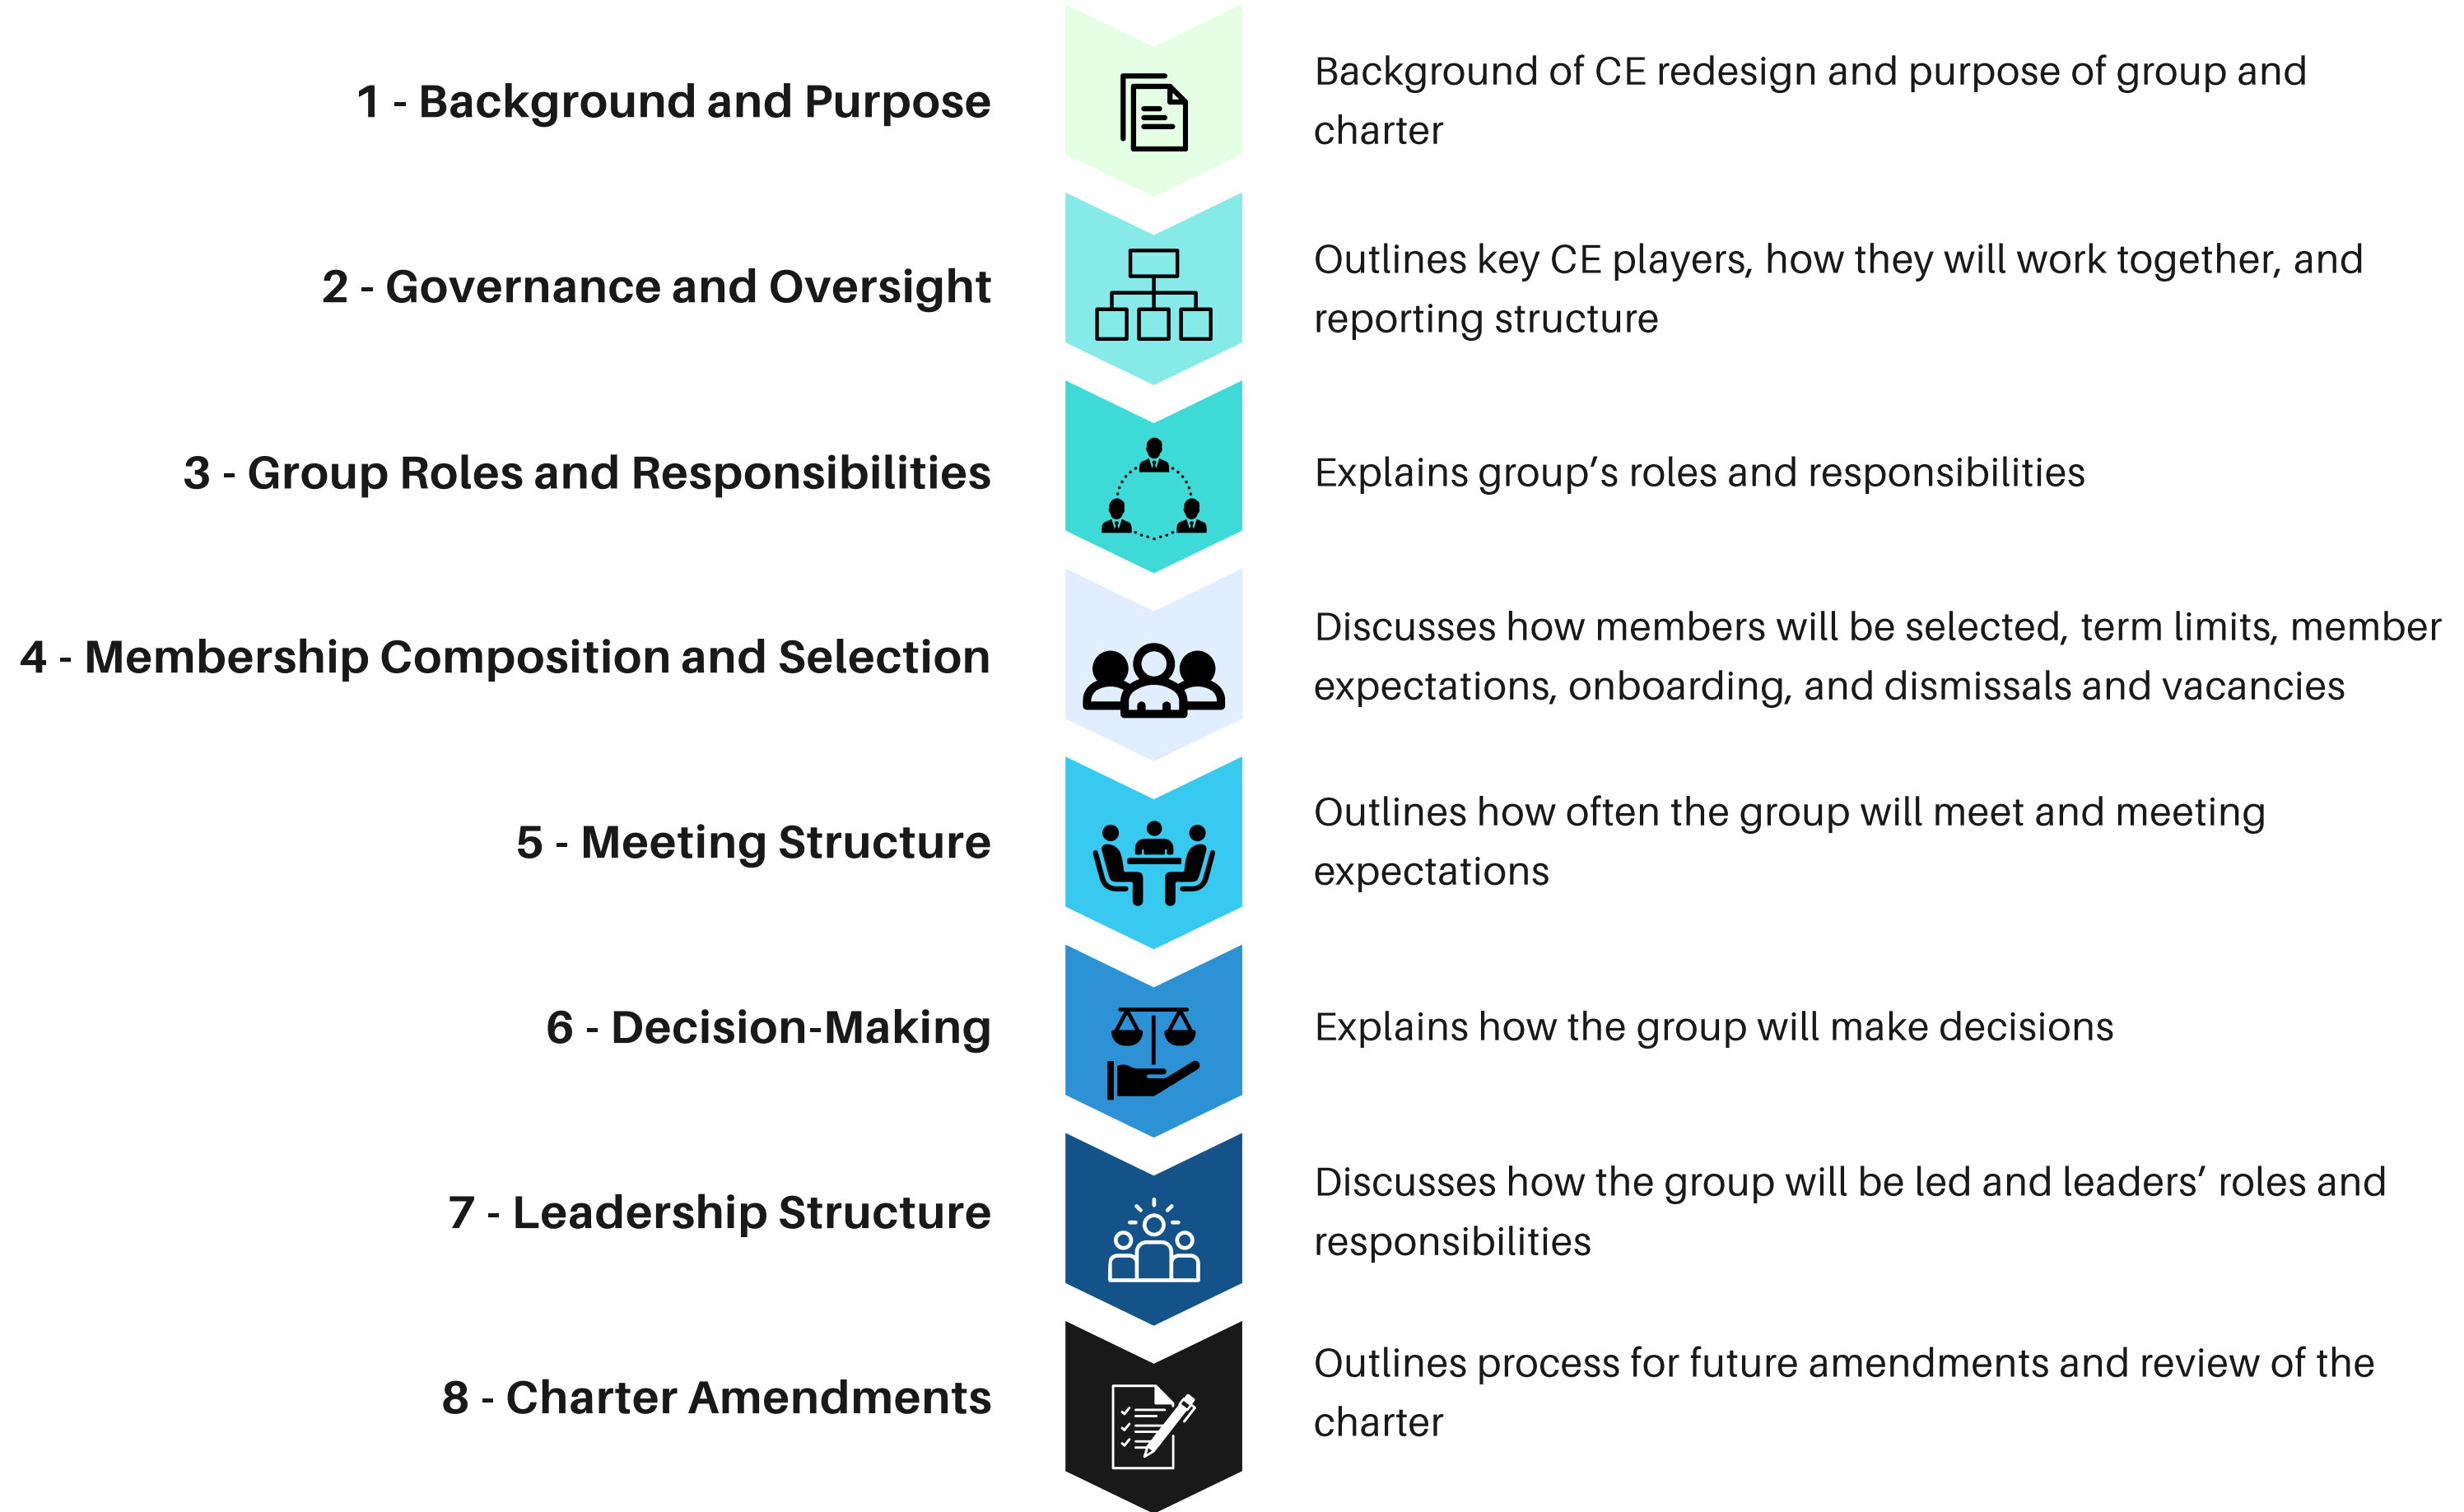 1 - Background and Purpose
Background of CE redesign and purpose of group and
charter
2 - Governance and Oversight
Outlines key CE players, how they will work together, and
reporting structure
3 - Group Roles and Responsibilities
Explains group’s roles and responsibilities
4 - Membership Composition and Selection
Discusses how members will be selected, term limits, member
expectations, onboarding, and dismissals and vacancies
5 - Meeting Structure
Outlines how often the group will meet and meeting
expectations
6 - Decision-Making
Explains how the group will make decisions
7 - Leadership Structure
Discusses how the group will be led and leaders’ roles and
responsibilities
8 - Charter Amendments
Outlines process for future amendments and review of the
charter